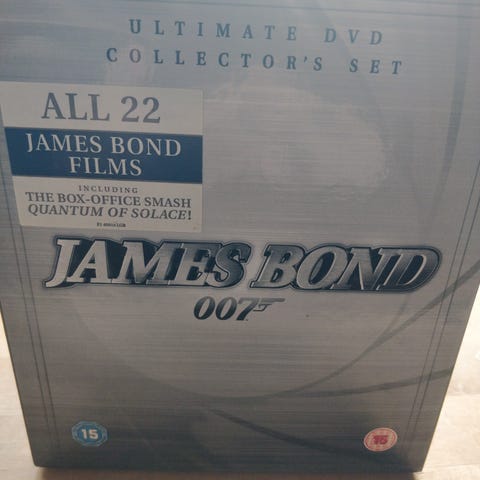 ULTIMATE DVD
COLLECTOR'S SET
ALL 22
JAMES BOND
FILMS
INCLUDING
THE BOX-OFFICE SMASH
QUANTUM OF SOLACE!
JAMES BOND
007
15
15